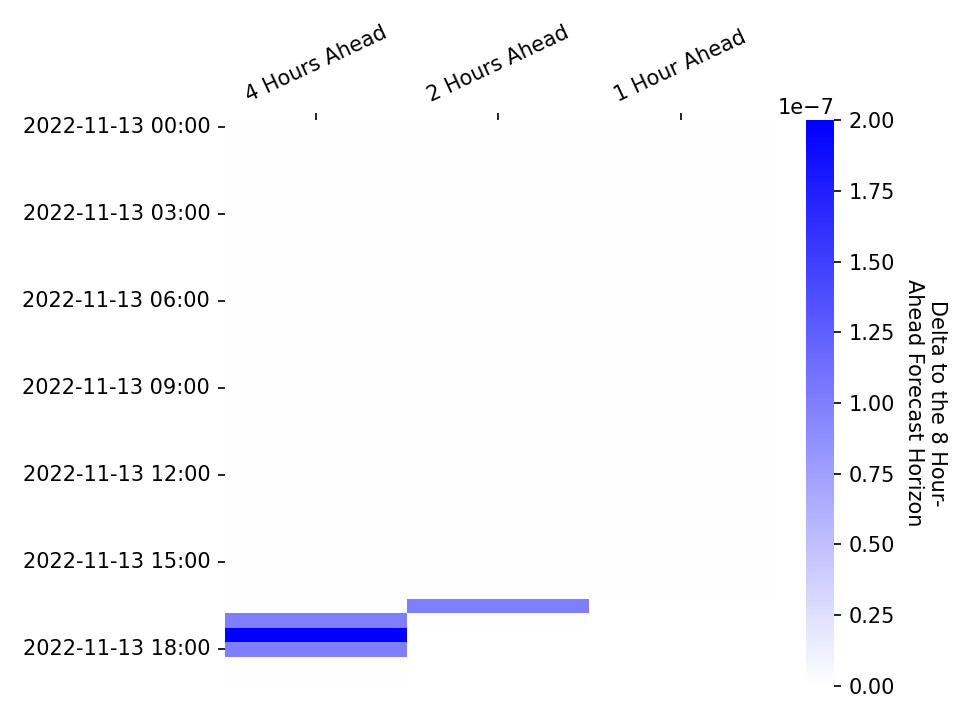 4 Hours Ahead
2 Hours Ahead
1 Hour Ahead
1e−7
2022-11-13 00:00
2022-11-13 03:00
2022-11-13 06:00
2022-11-13 09:00
2022-11-13 12:00
2022-11-13 15:00
2022-11-13 18:00
2.00
1.75
1.50
1.25
1.00
0.75
0.50
0.25
0.00
Delta to the 8 Hour-
Ahead Forecast Horizon